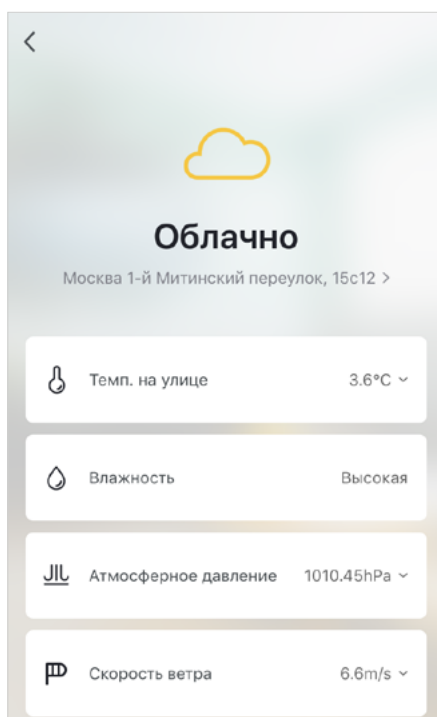 Облачно
Москва 1-й Митинский переулок, 15с12 >
Темп. на улице 3.6°C
Влажность Высокая
Атмосферное давление 1010.45hPa
Скорость ветра 6.6m/s